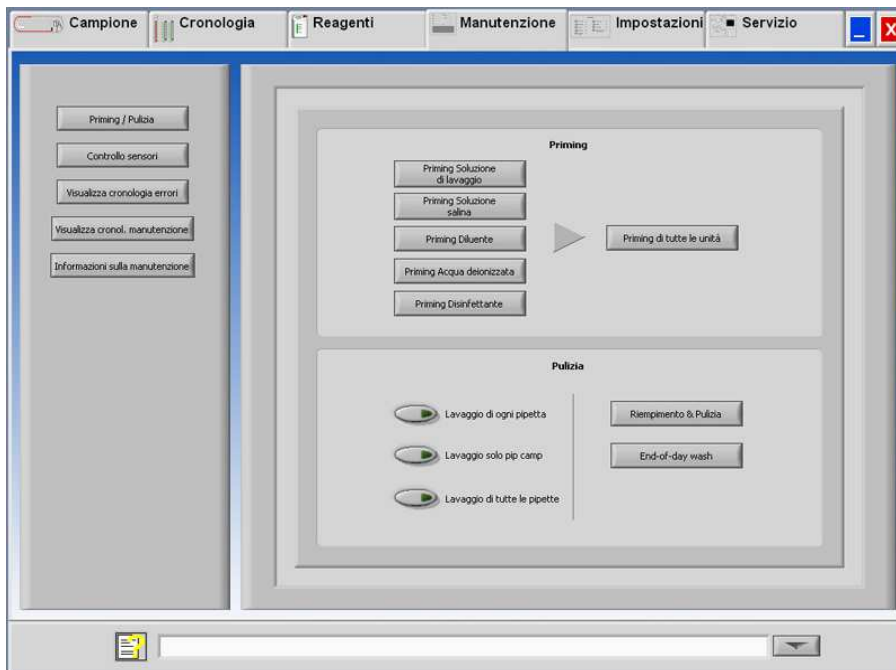 Campione
Cronologia
Reagenti
Manutenzione
Impostazioni
Servizio
X
Priming / Pulizia
Controllo sensori
Visualizza cronologia errori
Visualizza cronol. manutenzione
Informazioni sulla manutenzione
Priming
Priming Soluzione
di lavaggio
Priming Soluzione
salina
Priming Diluente
Priming Acqua deionizzata
Priming Disinfettante
Priming di tutte le unità
Pulizia
Lavaggio di ogni pipetta
Lavaggio solo pip camp
Lavaggio di tutte le pipette
Riempimento & Pulizia
End-of-day wash